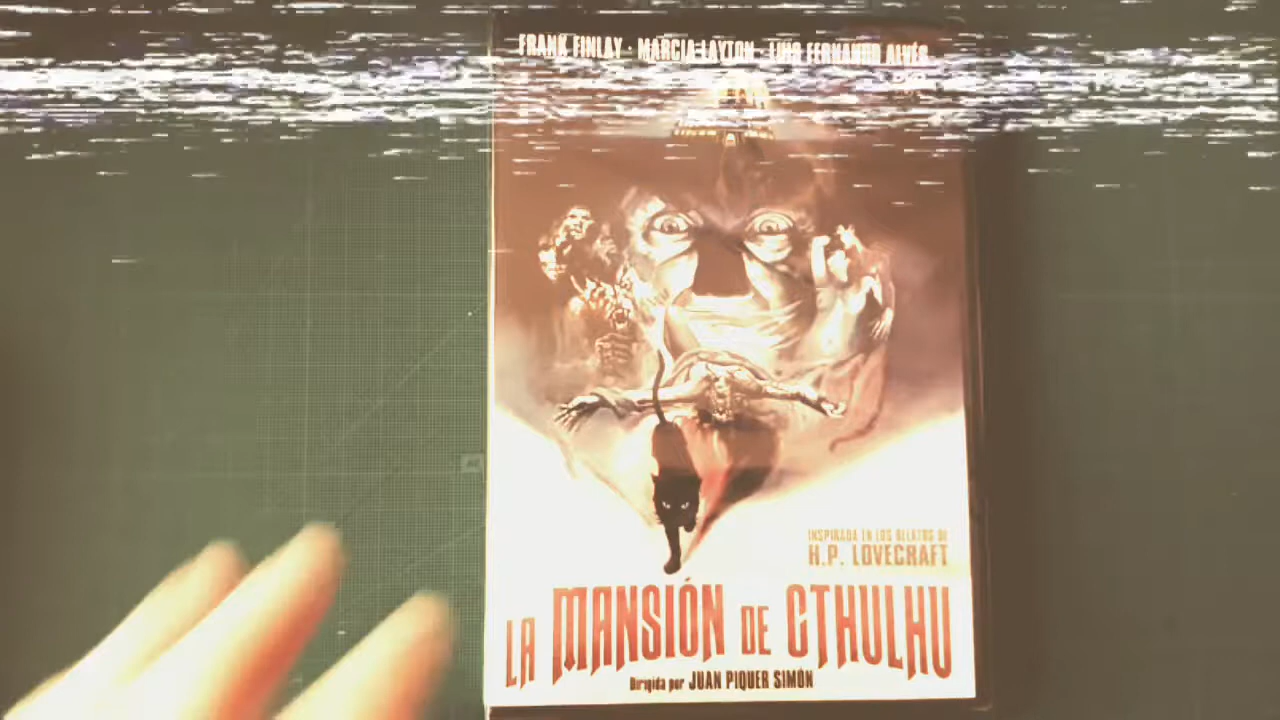 FRANK FINLAY · MARCIA LAYTON · LUIS FERNANDO ALVÉS
INSPIRADA EN LOS RELATOS DE
H.P. LOVECRAFT
LA MANSIÓN DE CTHULHU
Dirigida por JUAN PIQUER SIMÓN